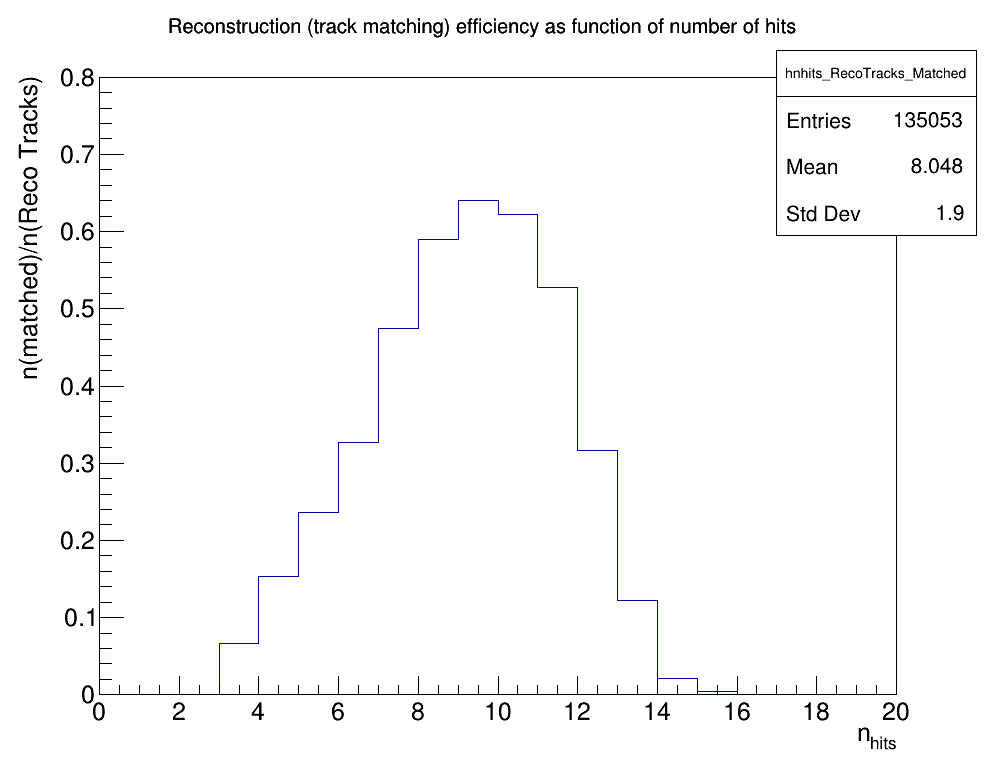 Reconstruction (track matching) efficiency as function of number of hits
hnhits_RecoTracks_Matched
Entries 135053
Mean 8.048
Std Dev 1.9
n(matched)/n(Reco Tracks)
0.8
0.7
0.6
0.5
0.4
0.3
0.2
0.1
0
0 2 4 6 8 10 12 14 16 18 20
n_hits